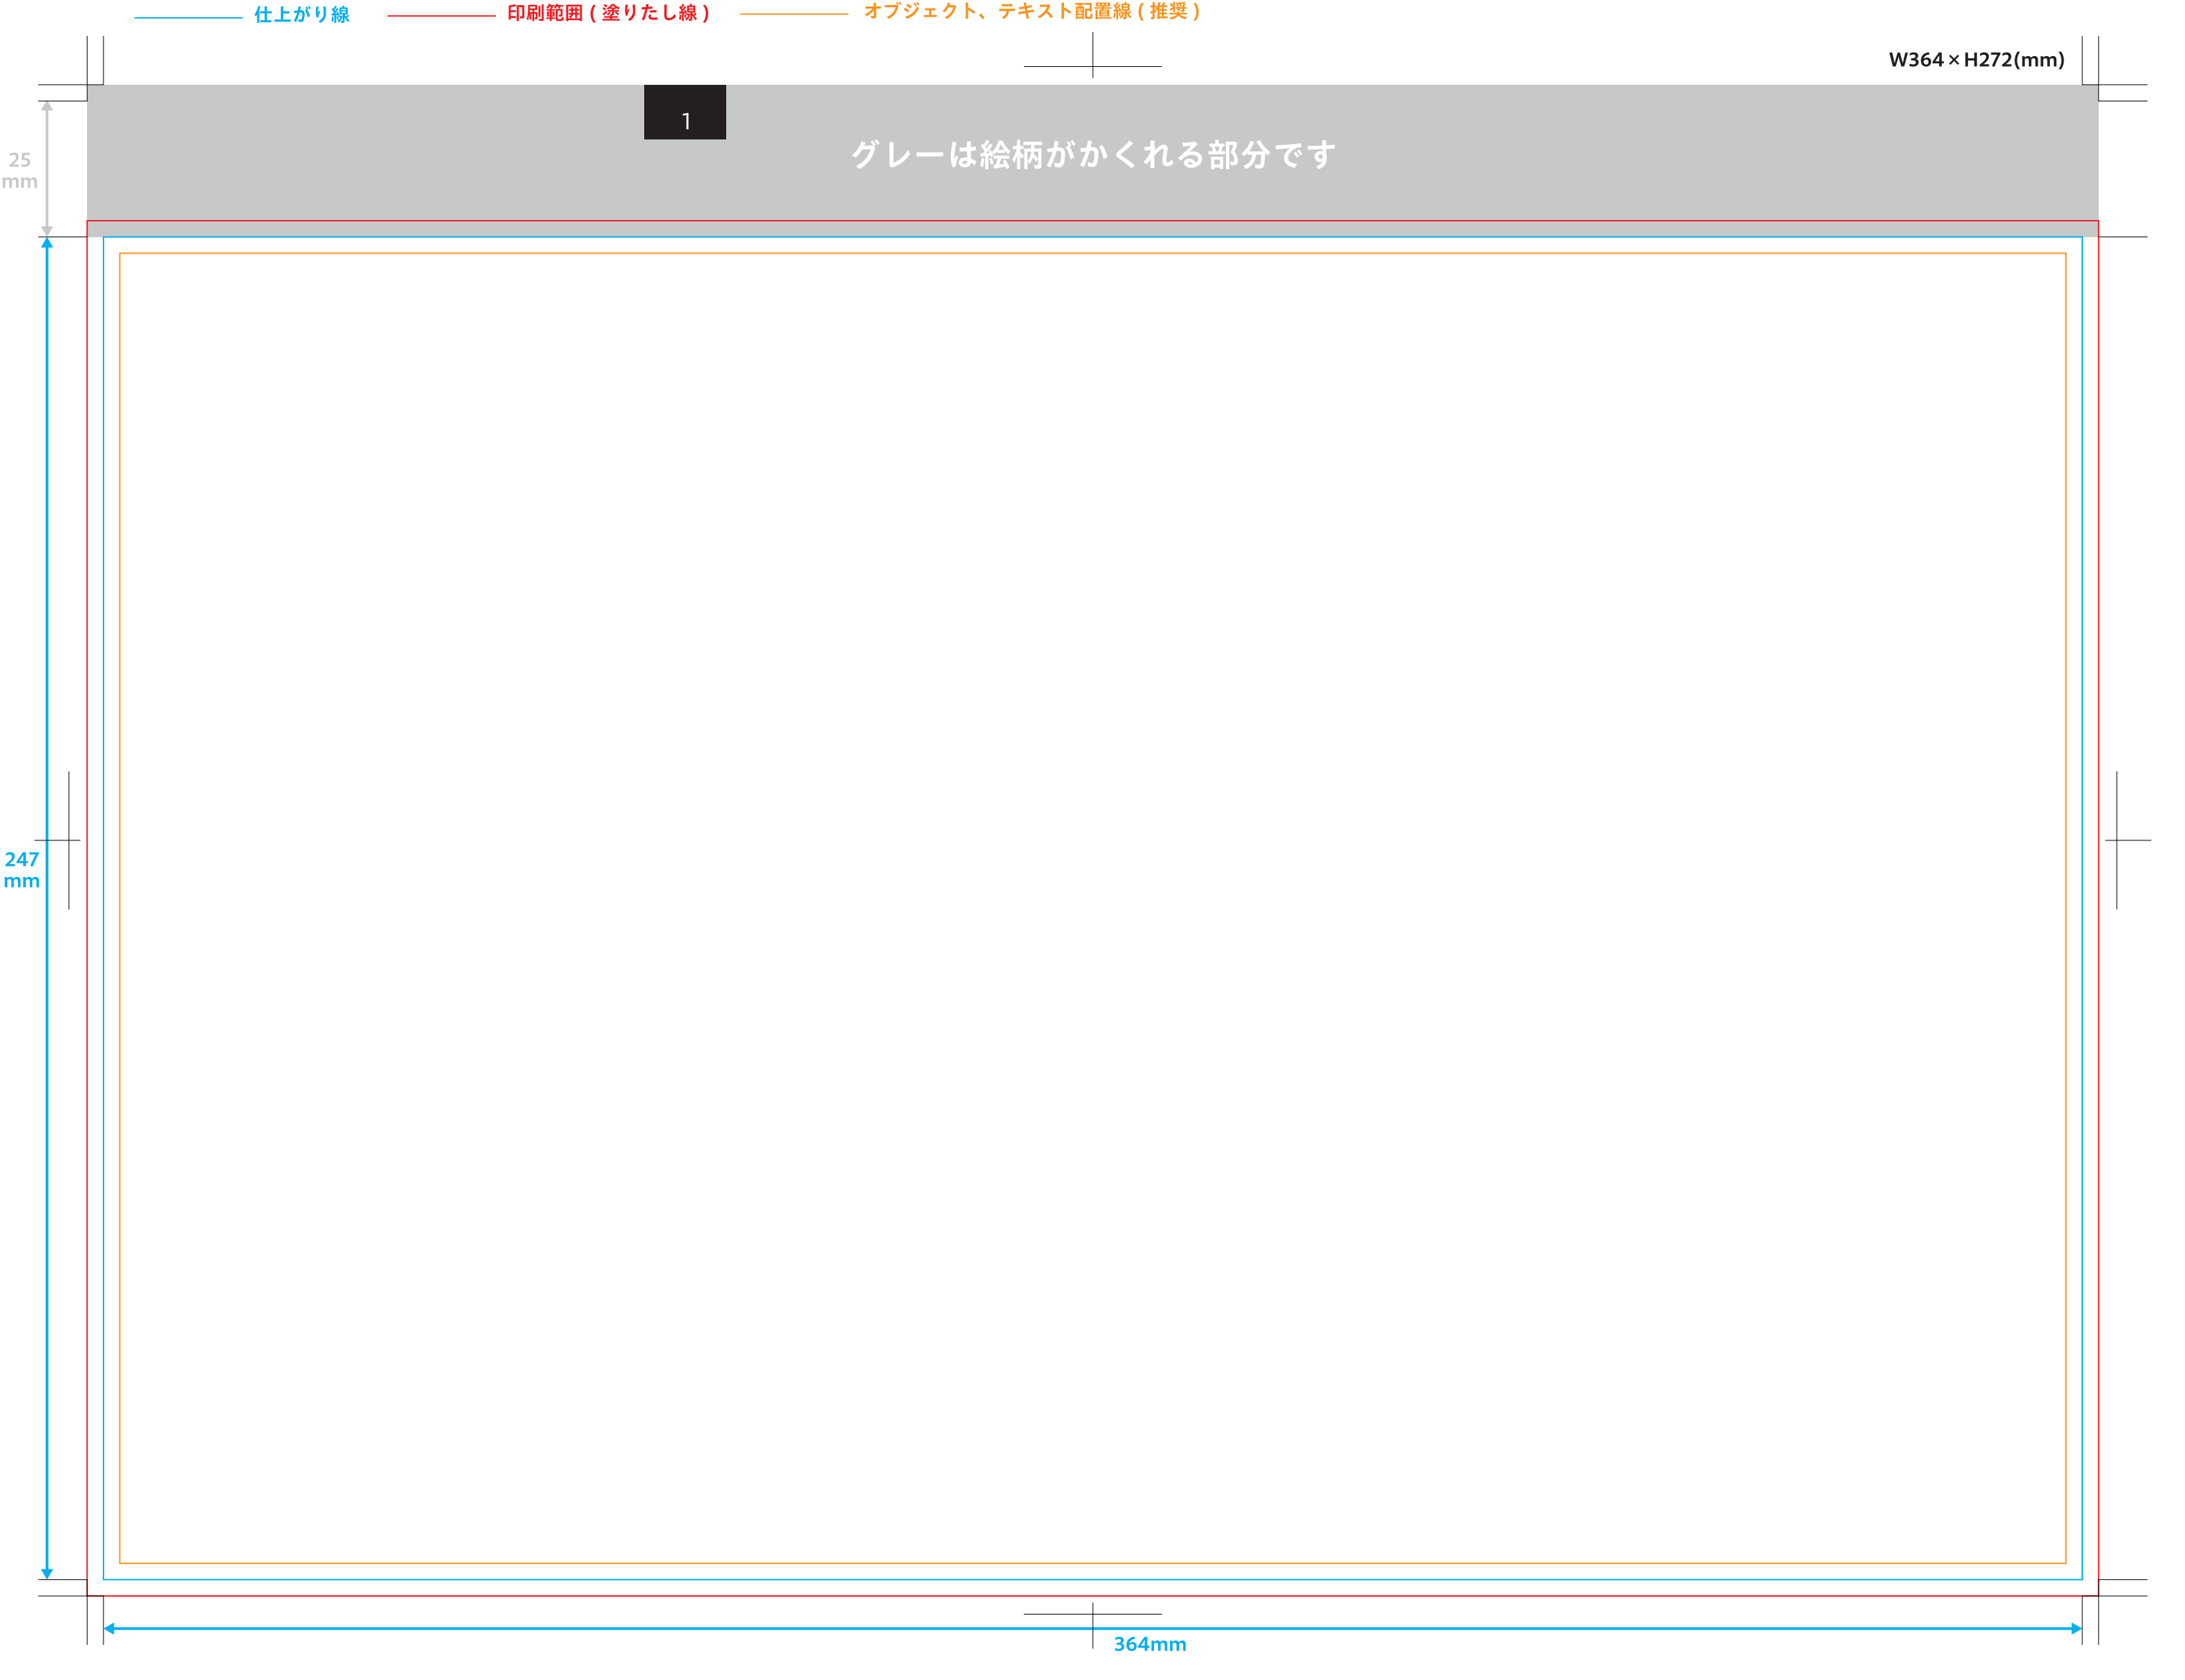 仕上がり線
印刷範囲 ( 塗りたし線 )
オブジェクト、テキスト配置線 ( 推奨 )
W364×H272(mm)
1
グレーは絵柄がかくれる部分です
25
mm
247
mm
364mm